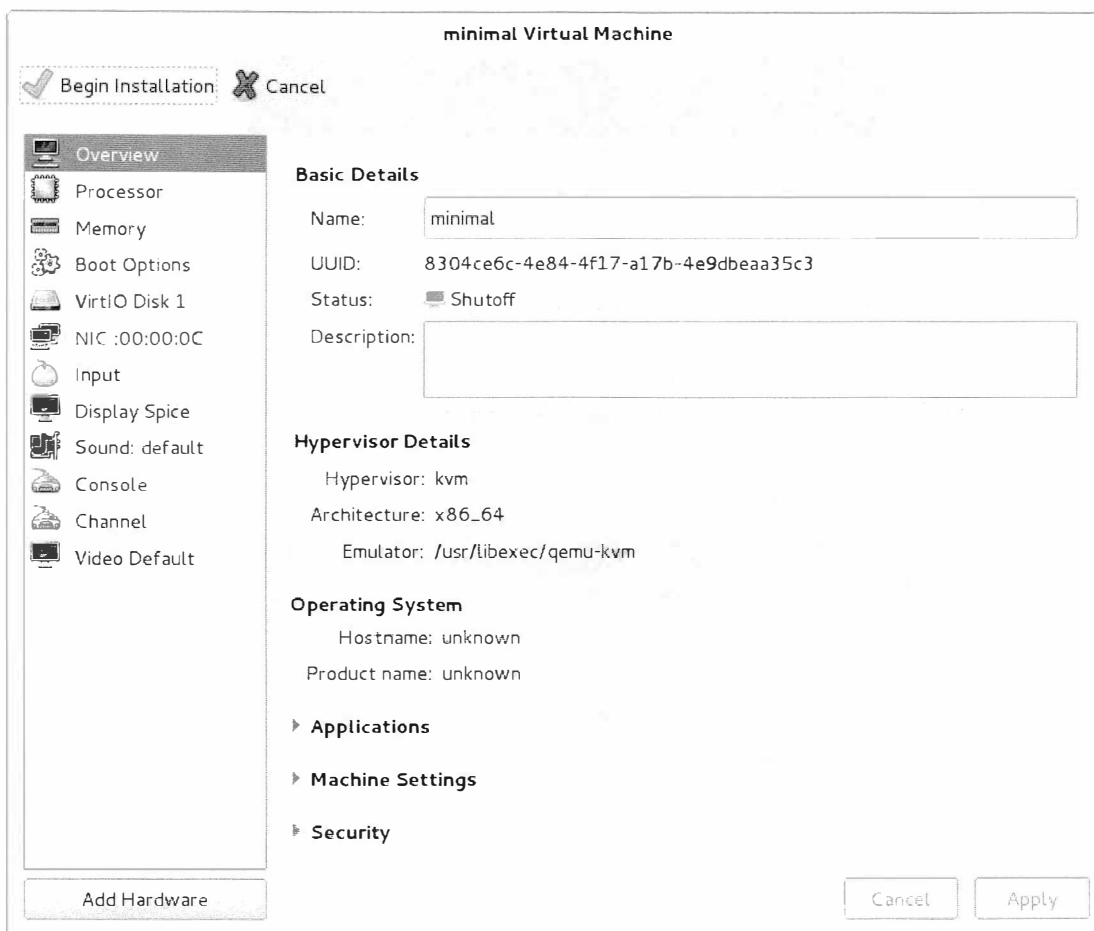 minimal Virtual Machine
Begin Installation Cancel
Overview
Processor
Memory
Boot Options
VirtIO Disk 1
NIC :00:00:0C
Input
Display Spice
Sound: default
Console
Channel
Video Default
Add Hardware
Basic Details
Name: minimal
UUID: 8304ce6c-4e84-4f17-a17b-4e9dbeaa35c3
Status: Shutoff
Description:
Hypervisor Details
Hypervisor: kvm
Architecture: x86_64
Emulator: /usr/libexec/qemu-kvm
Operating System
Hostname: unknown
Product name: unknown
Applications
Machine Settings
Security
Cancel Apply